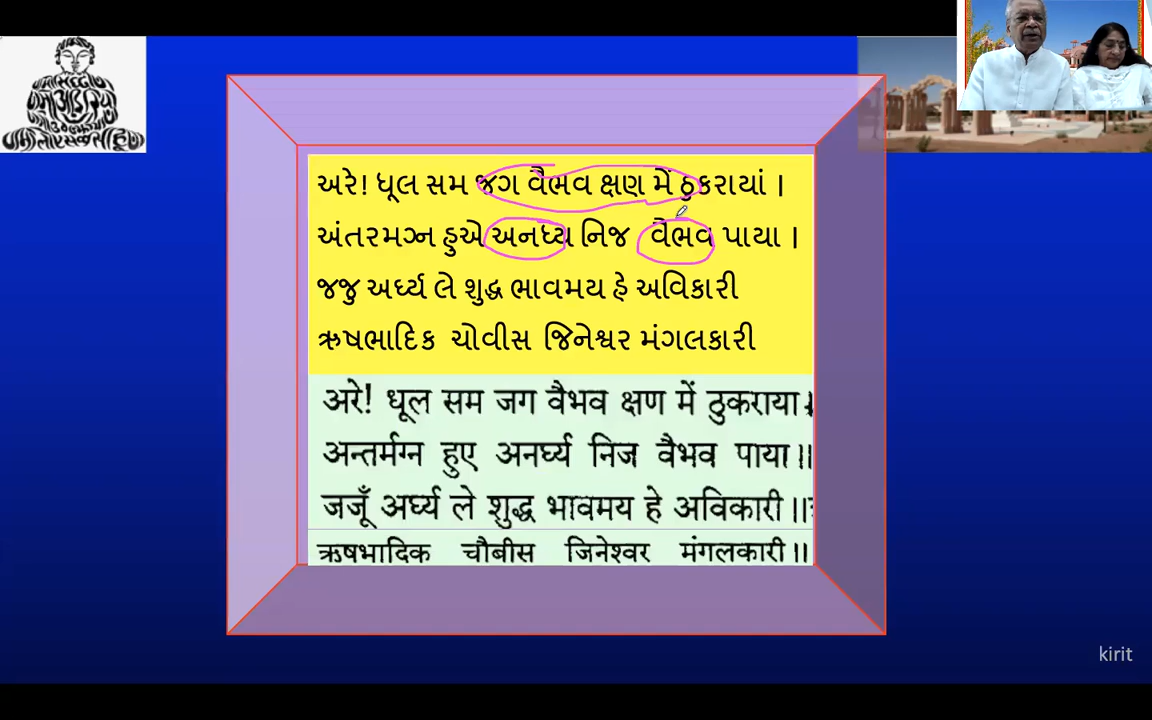 અરે! ધૂલ સમ જગ વૈભવ ક્ષણ મેં ઠુકરાયાં ।
અંતરમગ્ન હુએ અનધ્ય નિજ વૈભવ પાયા ।
જજુ અર્ઘ્ય લે શુદ્ધ ભાવમય હે અવિકારી
ઋષભાદિક ચોવીસ જિનેશ્વર મંગલકારી
अरे! धूल सम जग वैभव क्षण में ठुकराया।
अन्तर्मग्न हुए अनर्घ्य निज वैभव पाया॥
जजूँ अर्घ्य ले शुद्ध भावमय हे अविकारी॥
ऋषभादिक चौबीस जिनेश्वर मंगलकारी॥
kirit